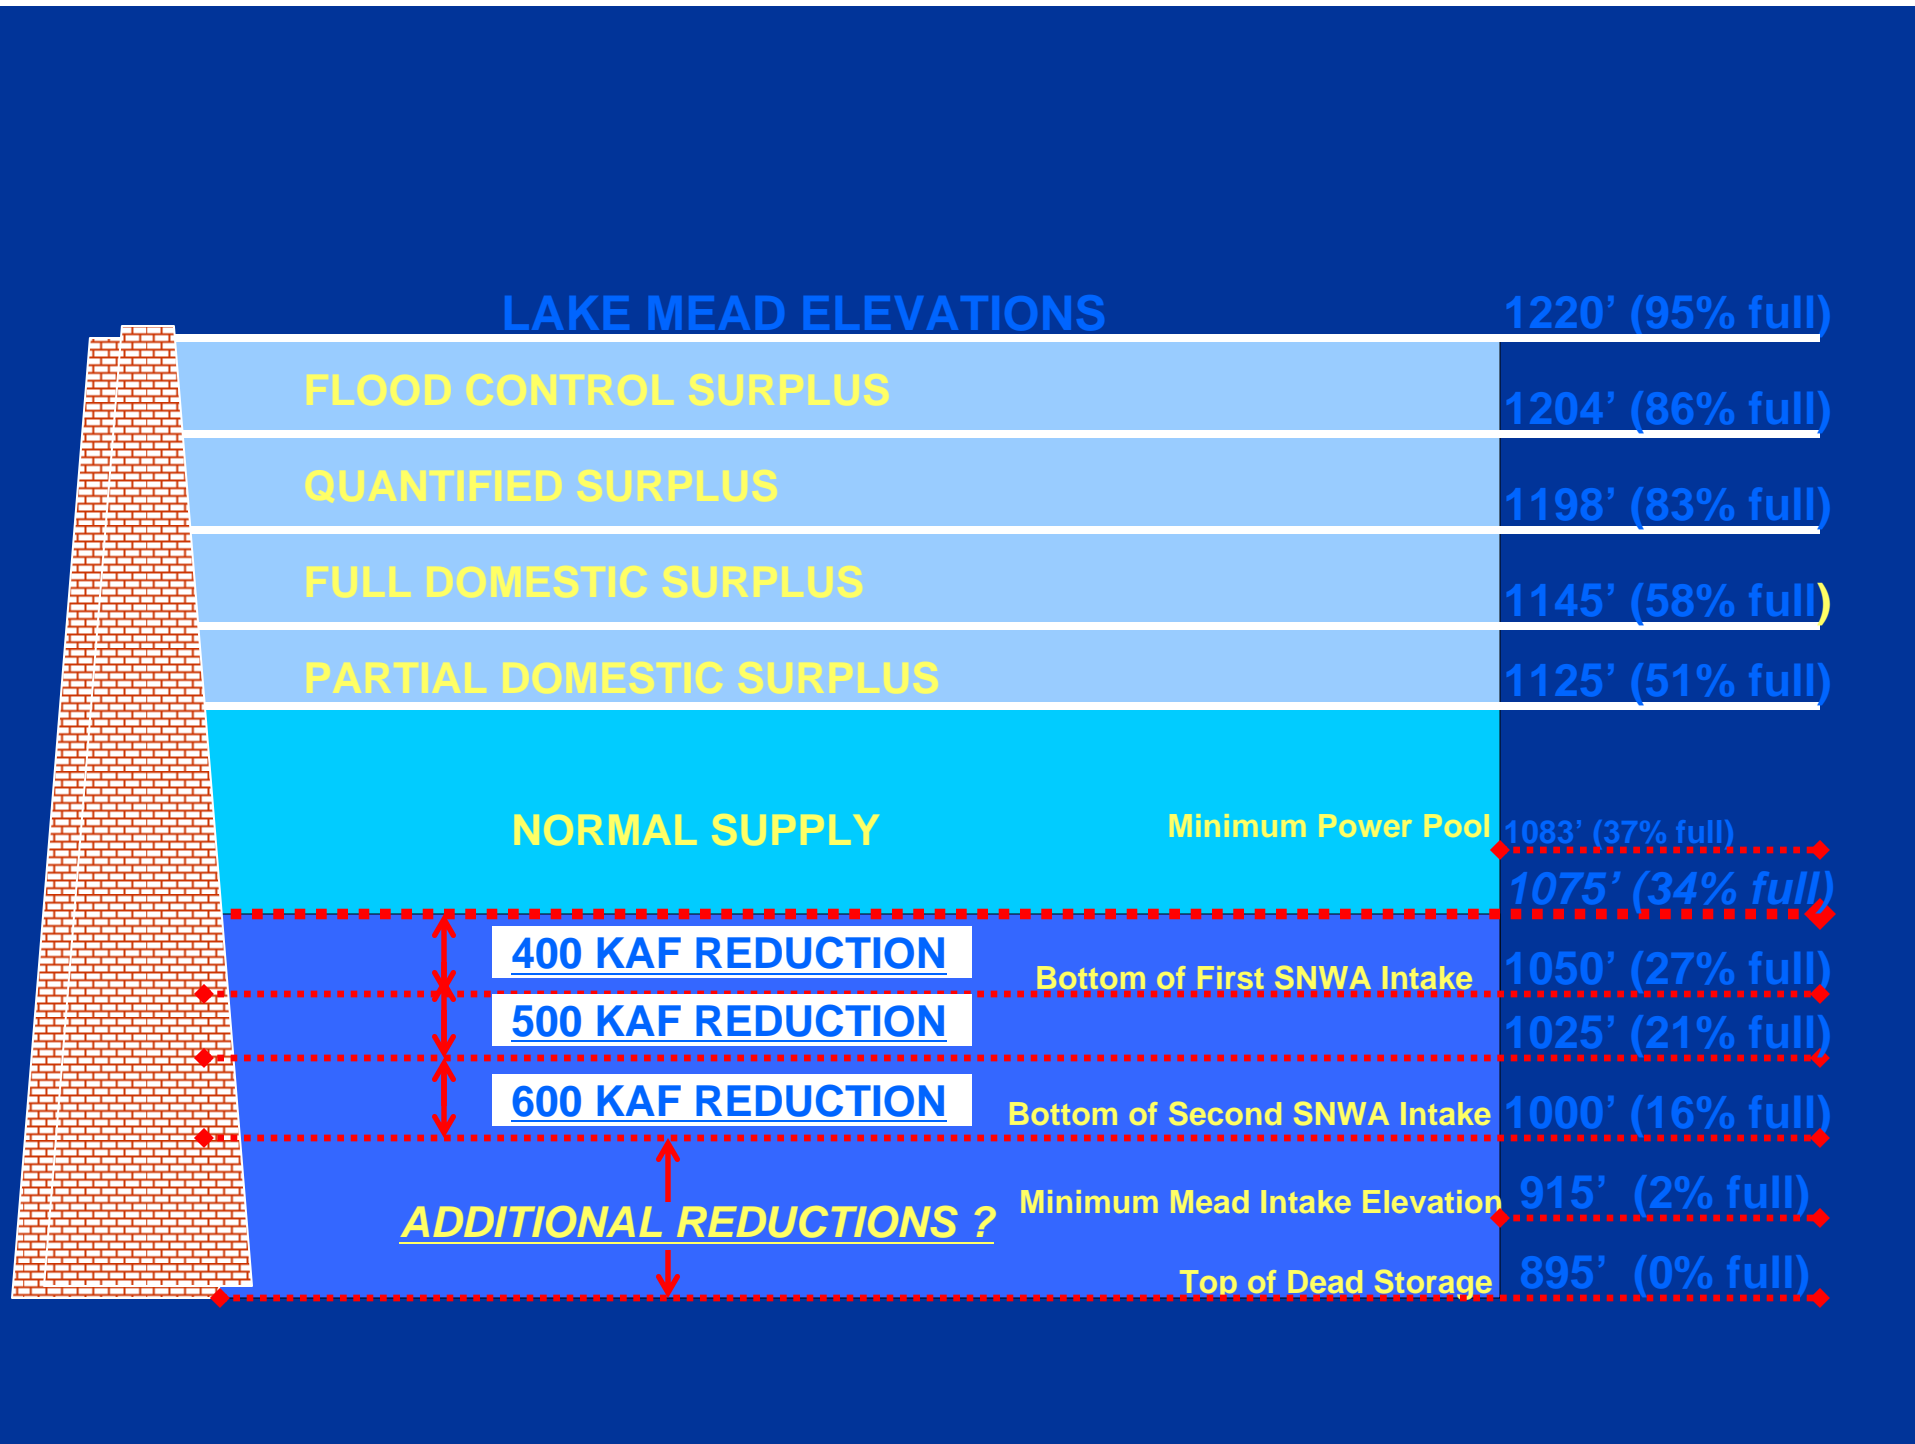 LAKE MEAD ELEVATIONS 1220’ (95% full)
FLOOD CONTROL SURPLUS
1204’ (86% full)
QUANTIFIED SURPLUS
1198’ (83% full)
FULL DOMESTIC SURPLUS
1145’ (58% full)
PARTIAL DOMESTIC SURPLUS 1125’ (51% full)
NORMAL SUPPLY Minimum Power Pool 1083’ (37% full)
1075’ (34% full)
400 KAF REDUCTION
Bottom of First SNWA Intake 1050’ (27% full)
500 KAF REDUCTION 1025’ (21% full)
600 KAF REDUCTION Bottom of Second SNWA Intake 1000’ (16% full)
Minimum Mead Intake Elevation 915’ (2% full)
ADDITIONAL REDUCTIONS ?
Top of Dead Storage 895’ (0% full)